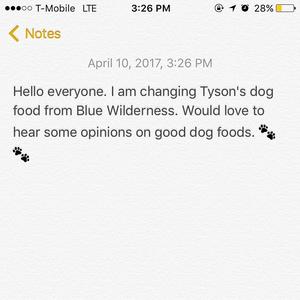 T-Mobile LTE 3:26 PM 28%
Notes
April 10, 2017, 3:26 PM
Hello everyone. I am changing Tyson's dog
food from Blue Wilderness. Would love to
hear some opinions on good dog foods. 🐾
🐾